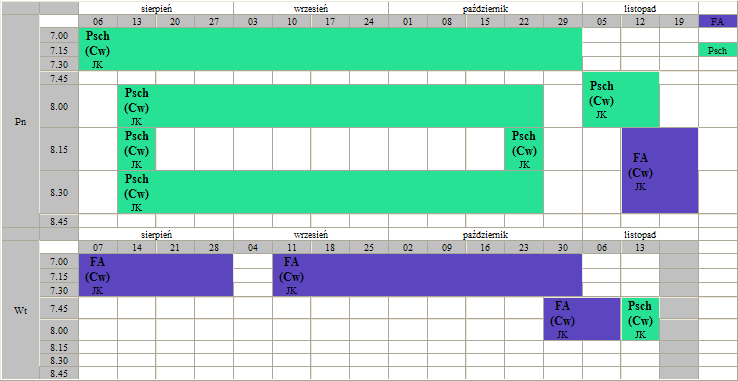 sierpień wrzesień październik listopad
06 13 20 27 03 10 17 24 01 08 15 22 29 05 12 19 FA
Pn
7.00 Psch
7.15 (Cw) Psch
7.30 JK
7.45
8.00 Psch (Cw) JK Psch (Cw) JK
8.15 Psch (Cw) JK Psch (Cw) JK FA (Cw) JK
8.30 Psch (Cw) JK
8.45
sierpień wrzesień październik listopad
07 14 21 28 04 11 18 25 02 09 16 23 30 06 13
Wt
7.00 FA FA
7.15 (Cw) (Cw)
7.30 JK JK
7.45 FA Psch
(Cw) (Cw)
8.00 JK JK
8.15
8.30
8.45